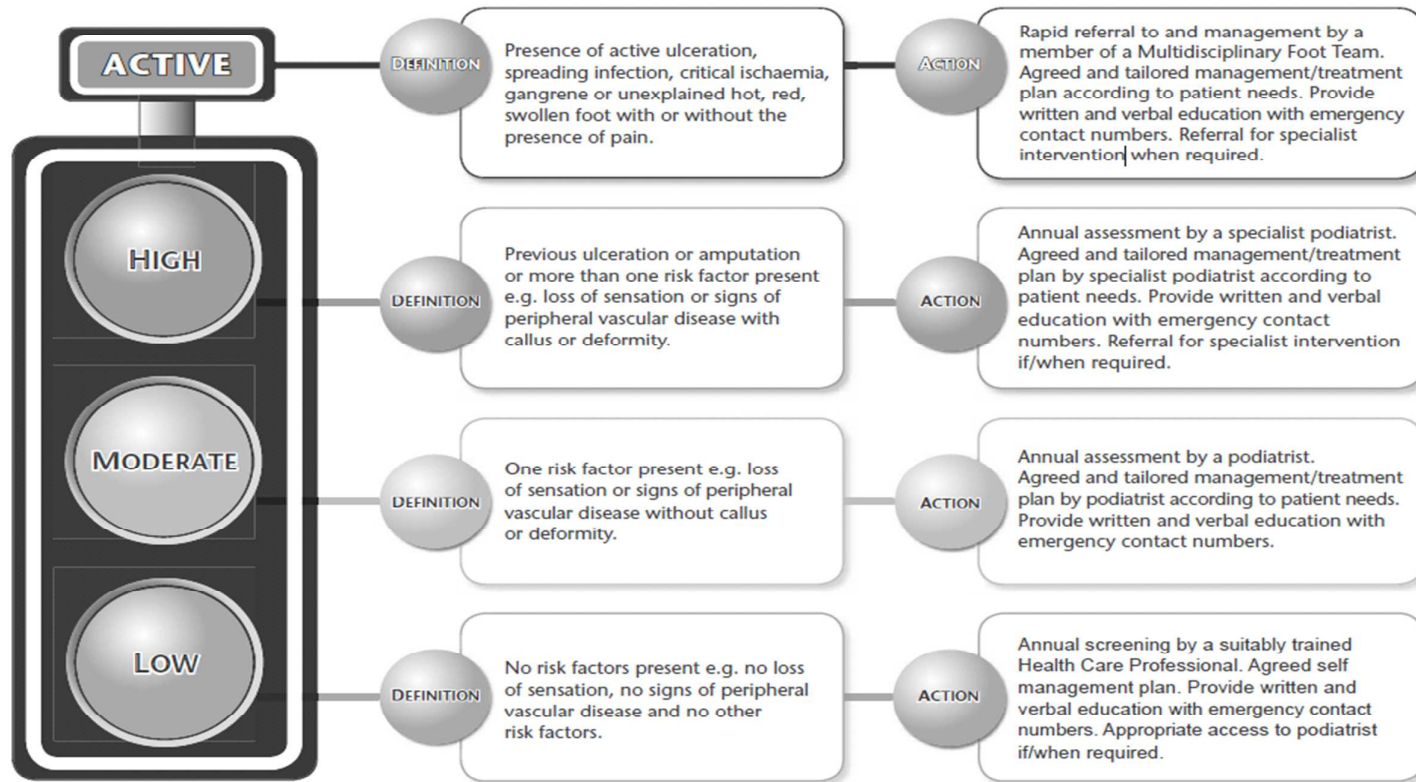 ACTIVE
DEFINITION
Presence of active ulceration,
spreading infection, critical ischaemia,
gangrene or unexplained hot, red,
swollen foot with or without the
presence of pain.
ACTION
Rapid referral to and management by a
member of a Multidisciplinary Foot Team.
Agreed and tailored management/treatment
plan according to patient needs. Provide
written and verbal education with emergency
contact numbers. Referral for specialist
intervention when required.
HIGH
DEFINITION
Previous ulceration or amputation
or more than one risk factor present
e.g. loss of sensation or signs of
peripheral vascular disease with
callus or deformity.
ACTION
Annual assessment by a specialist podiatrist.
Agreed and tailored management/treatment
plan by specialist podiatrist according to
patient needs. Provide written and verbal
education with emergency contact
numbers. Referral for specialist intervention
if/when required.
MODERATE
DEFINITION
One risk factor present e.g. loss
of sensation or signs of peripheral
vascular disease without callus
or deformity.
ACTION
Annual assessment by a podiatrist.
Agreed and tailored management/treatment
plan by podiatrist according to patient needs.
Provide written and verbal education with
emergency contact numbers.
LOW
DEFINITION
No risk factors present e.g. no loss
of sensation, no signs of peripheral
vascular disease and no other
risk factors.
ACTION
Annual screening by a suitably trained
Health Care Professional. Agreed self
management plan. Provide written and
verbal education with emergency contact
numbers. Appropriate access to podiatrist
if/when required.